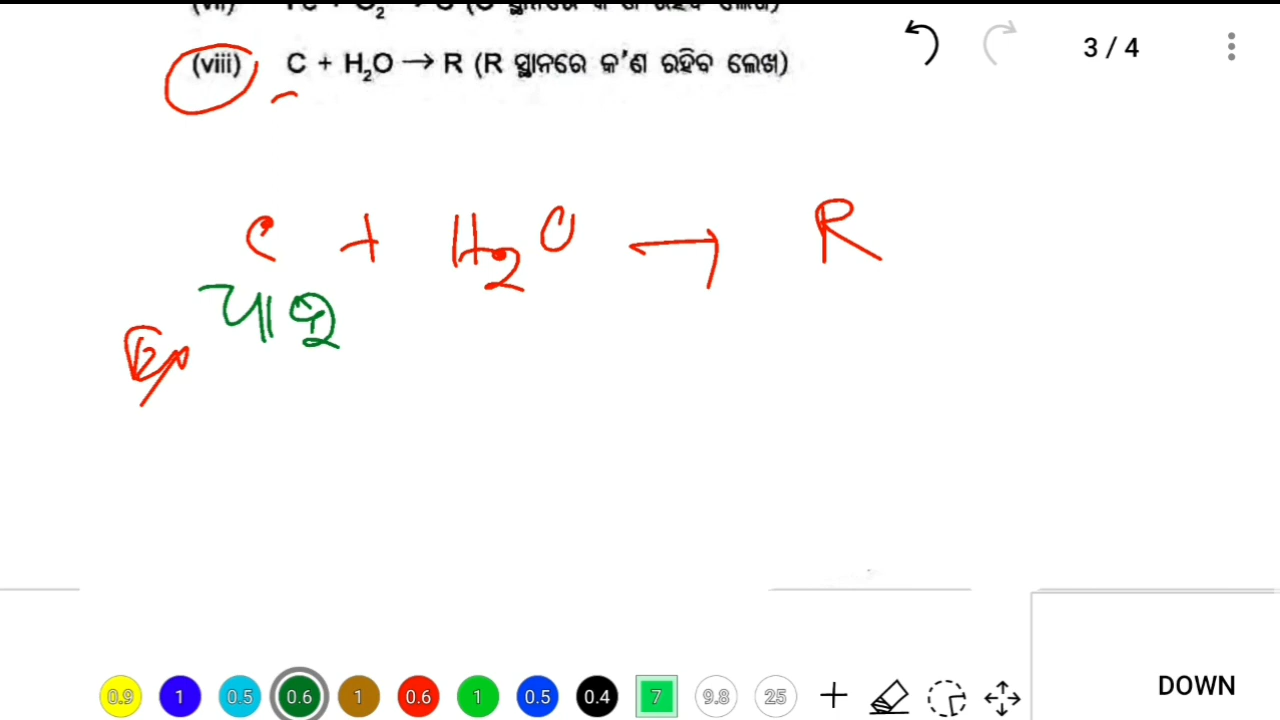 (viii) C + H₂O → R (R ସ୍ଥାନରେ କ'ଣ ରହିବ ଲେଖ)
3 / 4
C + H₂O → R
0.9 1 0.5 0.6 1 0.6 1 0.5 0.4 7 9.8 25
DOWN